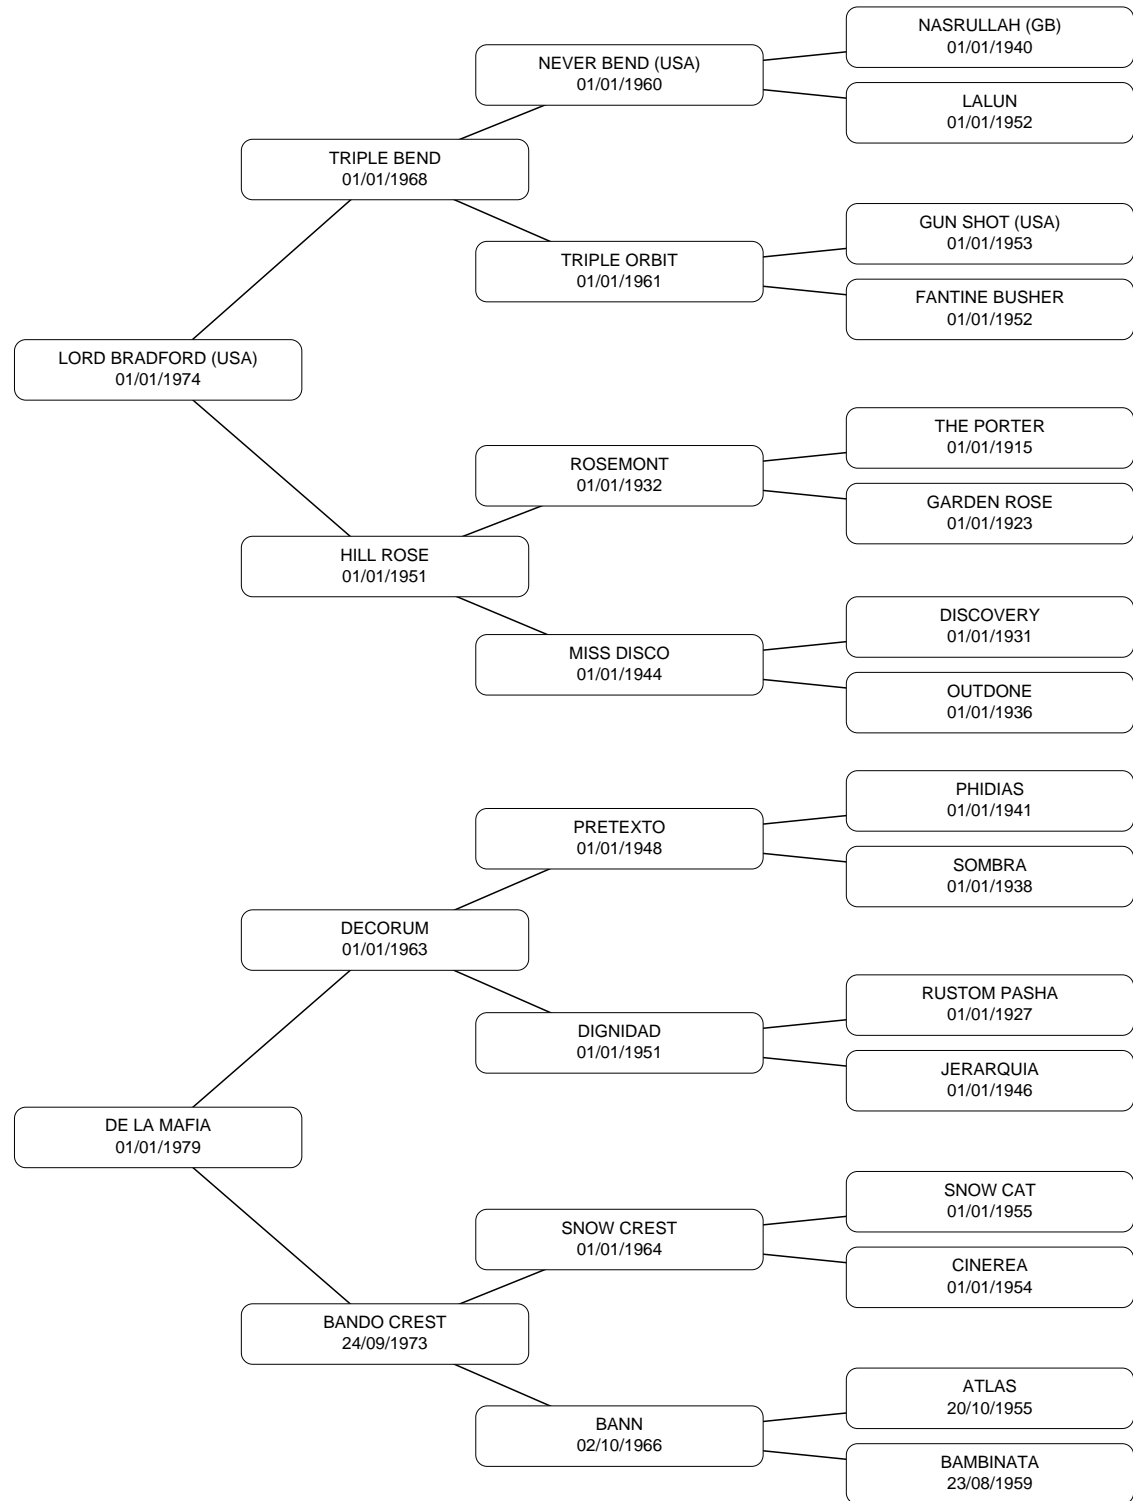 NASRULLAH (GB)
01/01/1940
NEVER BEND (USA)
01/01/1960
LALUN
01/01/1952
TRIPLE BEND
01/01/1968
GUN SHOT (USA)
01/01/1953
TRIPLE ORBIT
01/01/1961
FANTINE BUSHER
01/01/1952
LORD BRADFORD (USA)
01/01/1974
THE PORTER
01/01/1915
ROSEMONT
01/01/1932
GARDEN ROSE
01/01/1923
HILL ROSE
01/01/1951
DISCOVERY
01/01/1931
MISS DISCO
01/01/1944
OUTDONE
01/01/1936
PHIDIAS
01/01/1941
PRETEXTO
01/01/1948
SOMBRA
01/01/1938
DECORUM
01/01/1963
RUSTOM PASHA
01/01/1927
DIGNIDAD
01/01/1951
JERARQUIA
01/01/1946
DE LA MAFIA
01/01/1979
SNOW CAT
01/01/1955
SNOW CREST
01/01/1964
CINEREA
01/01/1954
BANDO CREST
24/09/1973
ATLAS
20/10/1955
BANN
02/10/1966
BAMBINATA
23/08/1959